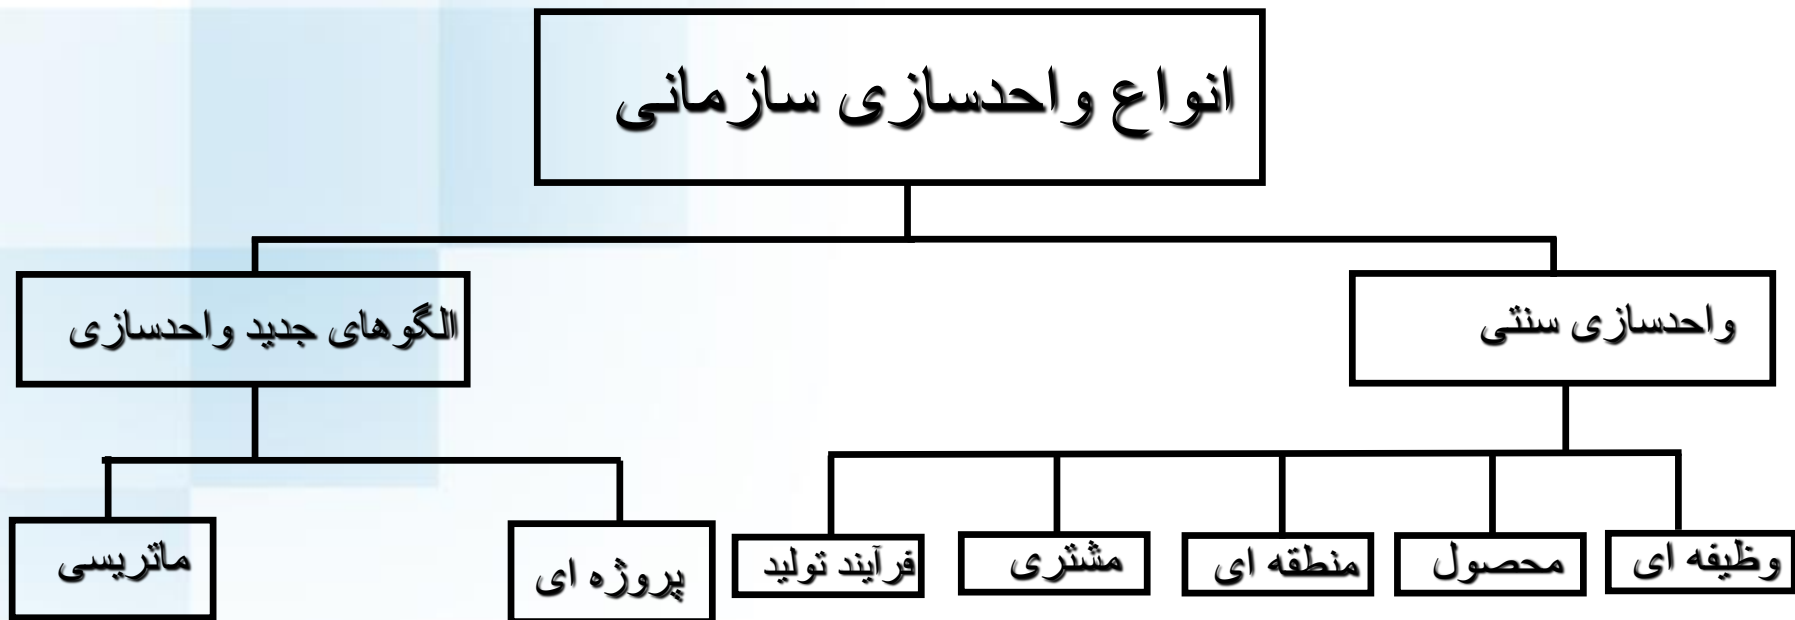 انواع واحدسازی سازمانی
واحدسازی سنتی
الگوهای جدید واحدسازی
وظیفه ای
محصول
منطقه ای
مشتری
فرآیند تولید
پروژه ای
ماتریسی